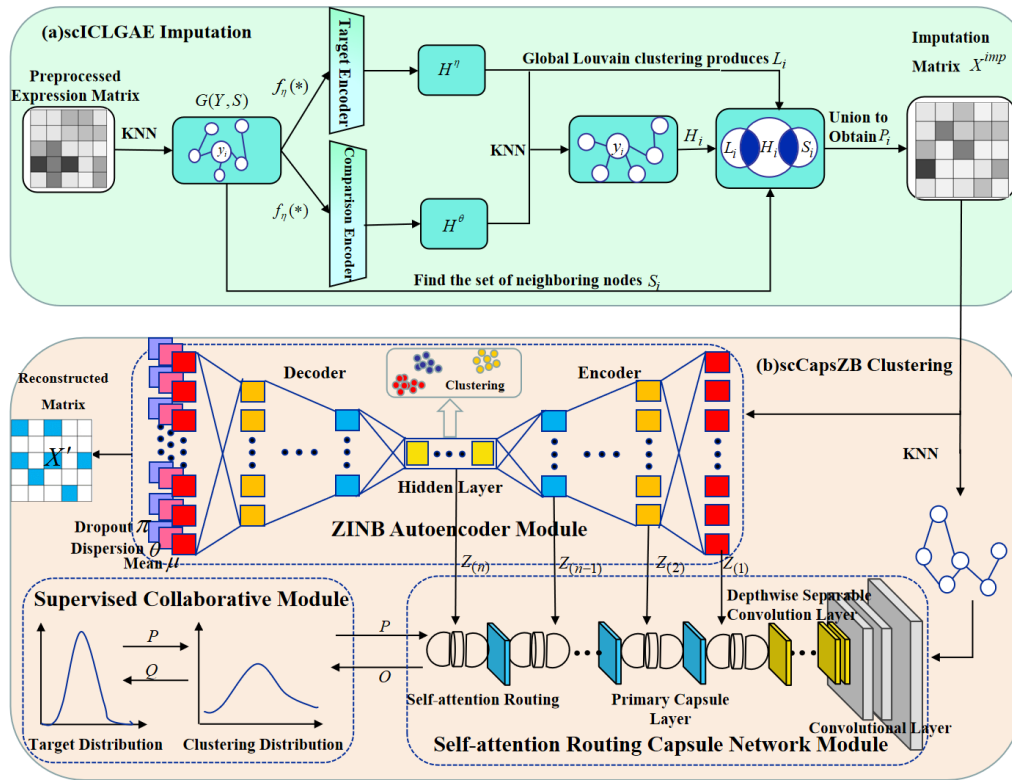 (a)scICLGAE Imputation
Preprocessed
Expression Matrix
KNN
G(Y, S)
y_i
f_η(*)
f_η(*)
Target Encoder
Comparison Encoder
H^η
H^θ
Global Louvain clustering produces L_i
KNN
v_i
H_i
L_i
H_i
S_i
Union to
Obtain P_i
Imputation
Matrix X^imp
Find the set of neighboring nodes S_i
(b)scCapsZB Clustering
Reconstructed
Matrix
X'
Decoder
Clustering
Encoder
Hidden Layer
ZINB Autoencoder Module
Dropout π
Dispersion θ
Mean μ
KNN
Z_(n)
Z_(n−1)
Z_(2)
Z_(1)
Supervised Collaborative Module
P
Q
Target Distribution
Clustering Distribution
P
O
Depthwise Separable
Convolution Layer
Self-attention Routing
Primary Capsule
Layer
Convolutional Layer
Self-attention Routing Capsule Network Module